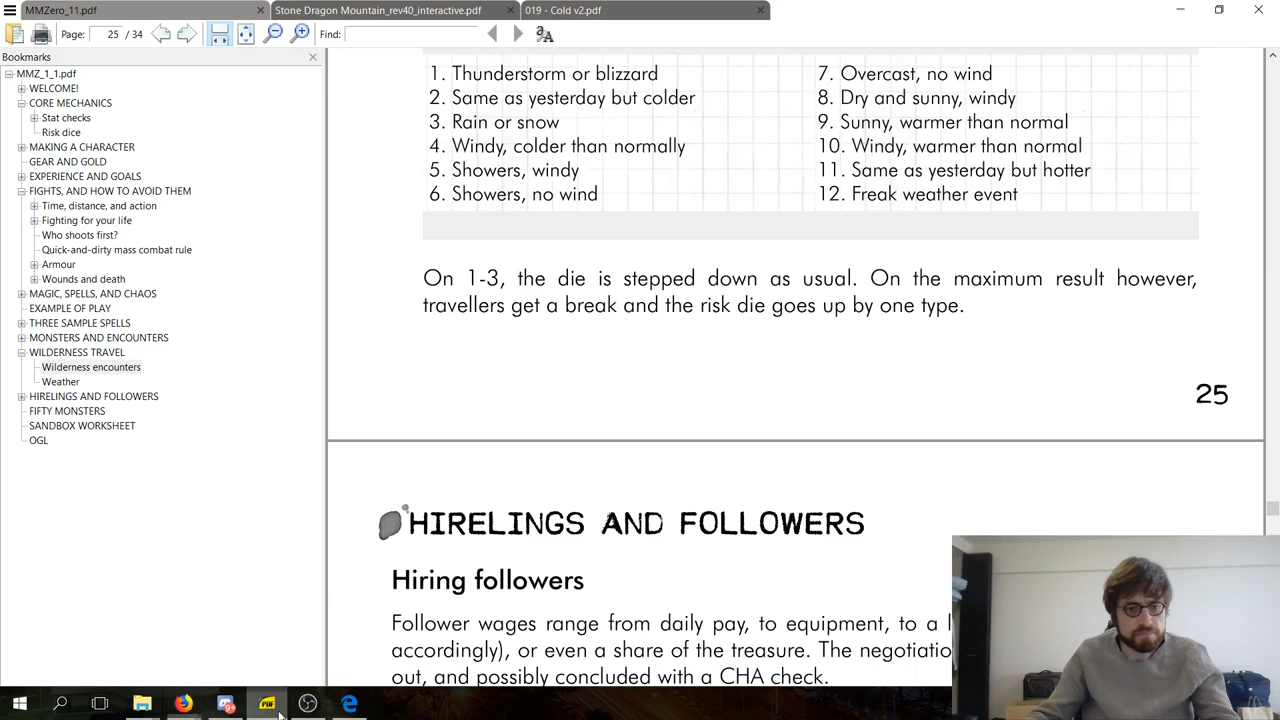 MMZero_11.pdf
Stone Dragon Mountain_rev40_interactive.pdf
019 - Cold v2.pdf
Page: 25 / 34
Find:
Bookmarks
MMZ_1_1.pdf
WELCOME!
CORE MECHANICS
Stat checks
Risk dice
MAKING A CHARACTER
GEAR AND GOLD
EXPERIENCE AND GOALS
FIGHTS, AND HOW TO AVOID THEM
Time, distance, and action
Fighting for your life
Who shoots first?
Quick-and-dirty mass combat rule
Armour
Wounds and death
MAGIC, SPELLS, AND CHAOS
EXAMPLE OF PLAY
THREE SAMPLE SPELLS
MONSTERS AND ENCOUNTERS
WILDERNESS TRAVEL
Wilderness encounters
Weather
HIRELINGS AND FOLLOWERS
FIFTY MONSTERS
SANDBOX WORKSHEET
OGL
1. Thunderstorm or blizzard
2. Same as yesterday but colder
3. Rain or snow
4. Windy, colder than normally
5. Showers, windy
6. Showers, no wind
7. Overcast, no wind
8. Dry and sunny, windy
9. Sunny, warmer than normal
10. Windy, warmer than normal
11. Same as yesterday but hotter
12. Freak weather event
On 1-3, the die is stepped down as usual. On the maximum result however,
travellers get a break and the risk die goes up by one type.
25
HIRELINGS AND FOLLOWERS
Hiring followers
Follower wages range from daily pay, to equipment, to a
accordingly), or even a share of the treasure. The
out, and possibly concluded with a CHA check.
PDF